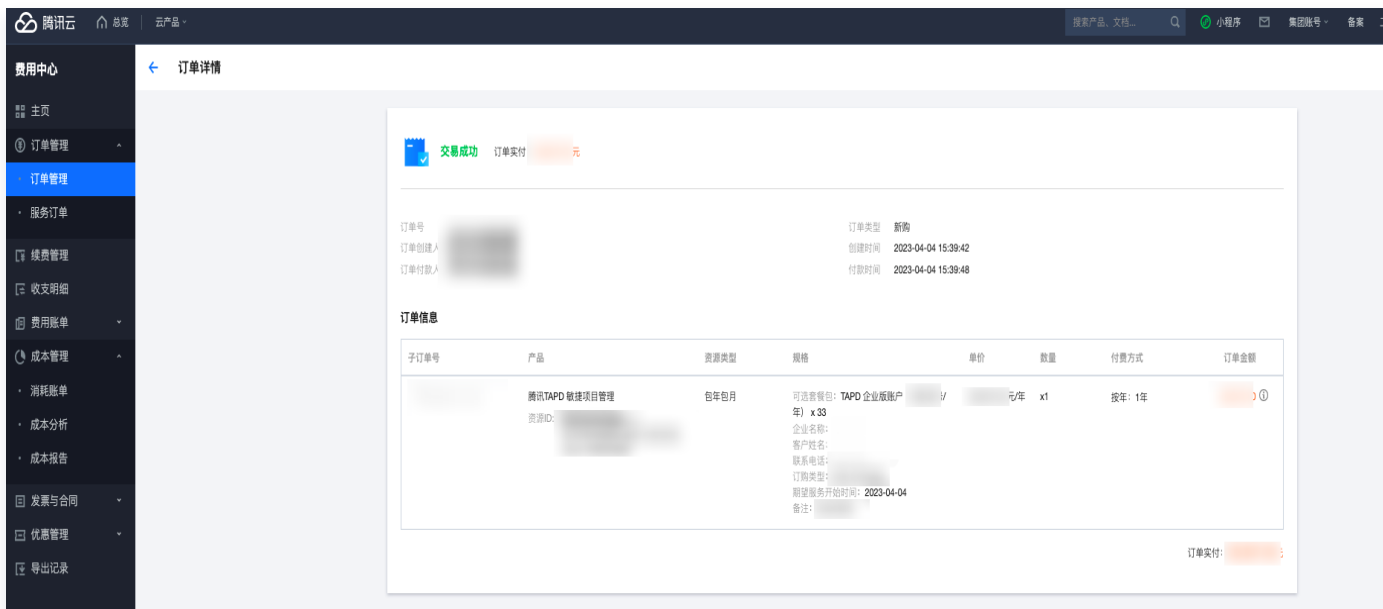 腾讯云 总览 云产品 搜索产品、文档... 小程序 集团账号 备案
费用中心
订单详情
主页
订单管理
订单管理
服务订单
续费管理
收支明细
费用账单
成本管理
消耗账单
成本分析
成本报告
发票与合同
优惠管理
导出记录
交易成功 订单实付 元
订单号
订单创建人
订单付款人
订单类型 新购
创建时间 2023-04-04 15:39:42
付款时间 2023-04-04 15:39:48
订单信息
子订单号 产品 资源类型 规格 单价 数量 付费方式 订单金额
腾讯TAPD 敏捷项目管理 包年包月 可选套餐包：TAPD 企业版账户 /
年） x 33
元/年 x1 按年：1年
资源ID:
企业名称：
客户姓名：
联系电话：
订购类型：
期望服务开始时间：2023-04-04
备注：
订单实付：